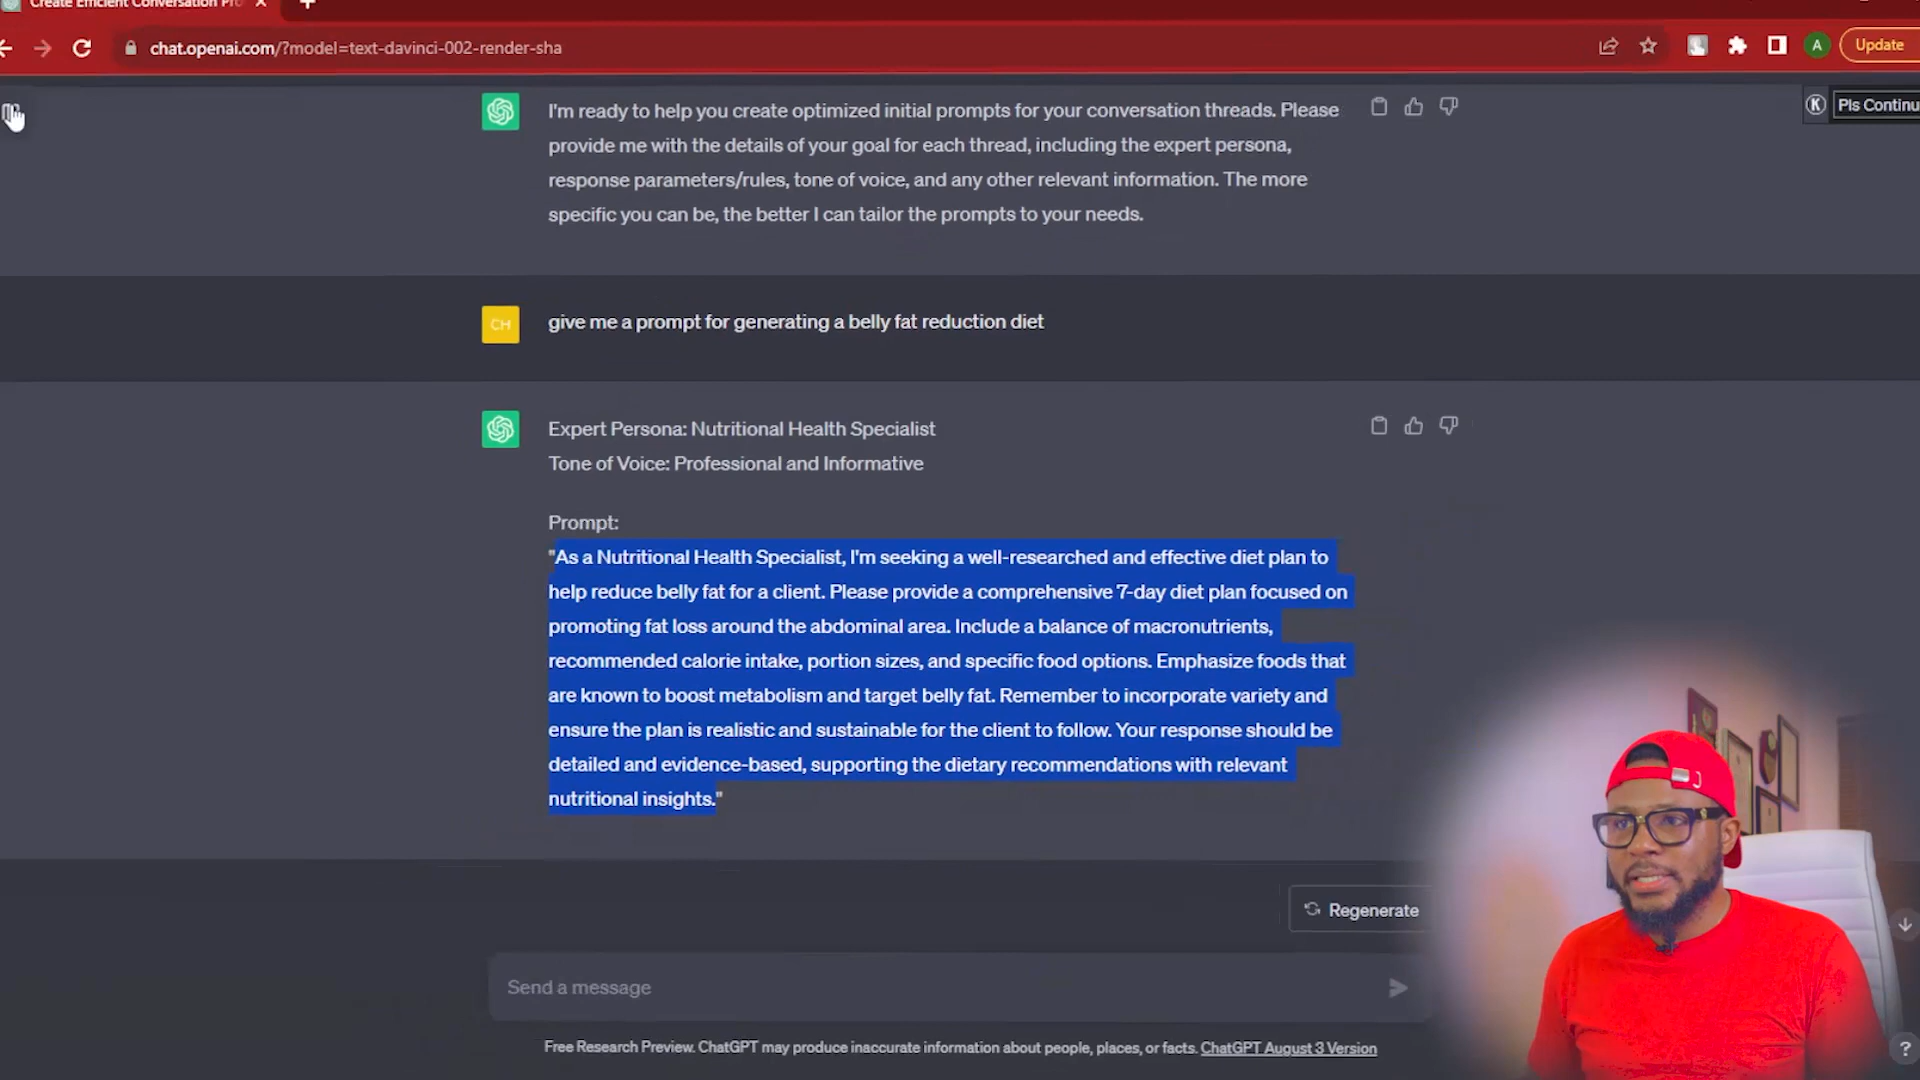 Create Efficient Conversation Pro
chat.openai.com/?model=text-davinci-002-render-sha
A
Update
I'm ready to help you create optimized initial prompts for your conversation threads. Please
provide me with the details of your goal for each thread, including the expert persona,
response parameters/rules, tone of voice, and any other relevant information. The more
specific you can be, the better I can tailor the prompts to your needs.
K
Pls Continu
CH
give me a prompt for generating a belly fat reduction diet
Expert Persona: Nutritional Health Specialist
Tone of Voice: Professional and Informative
Prompt:
"As a Nutritional Health Specialist, I'm seeking a well-researched and effective diet plan to
help reduce belly fat for a client. Please provide a comprehensive 7-day diet plan focused on
promoting fat loss around the abdominal area. Include a balance of macronutrients,
recommended calorie intake, portion sizes, and specific food options. Emphasize foods that
are known to boost metabolism and target belly fat. Remember to incorporate variety and
ensure the plan is realistic and sustainable for the client to follow. Your response should be
detailed and evidence-based, supporting the dietary recommendations with relevant
nutritional insights."
Regenerate
Send a message
Free Research Preview. ChatGPT may produce inaccurate information about people, places, or facts. ChatGPT August 3 Version
?